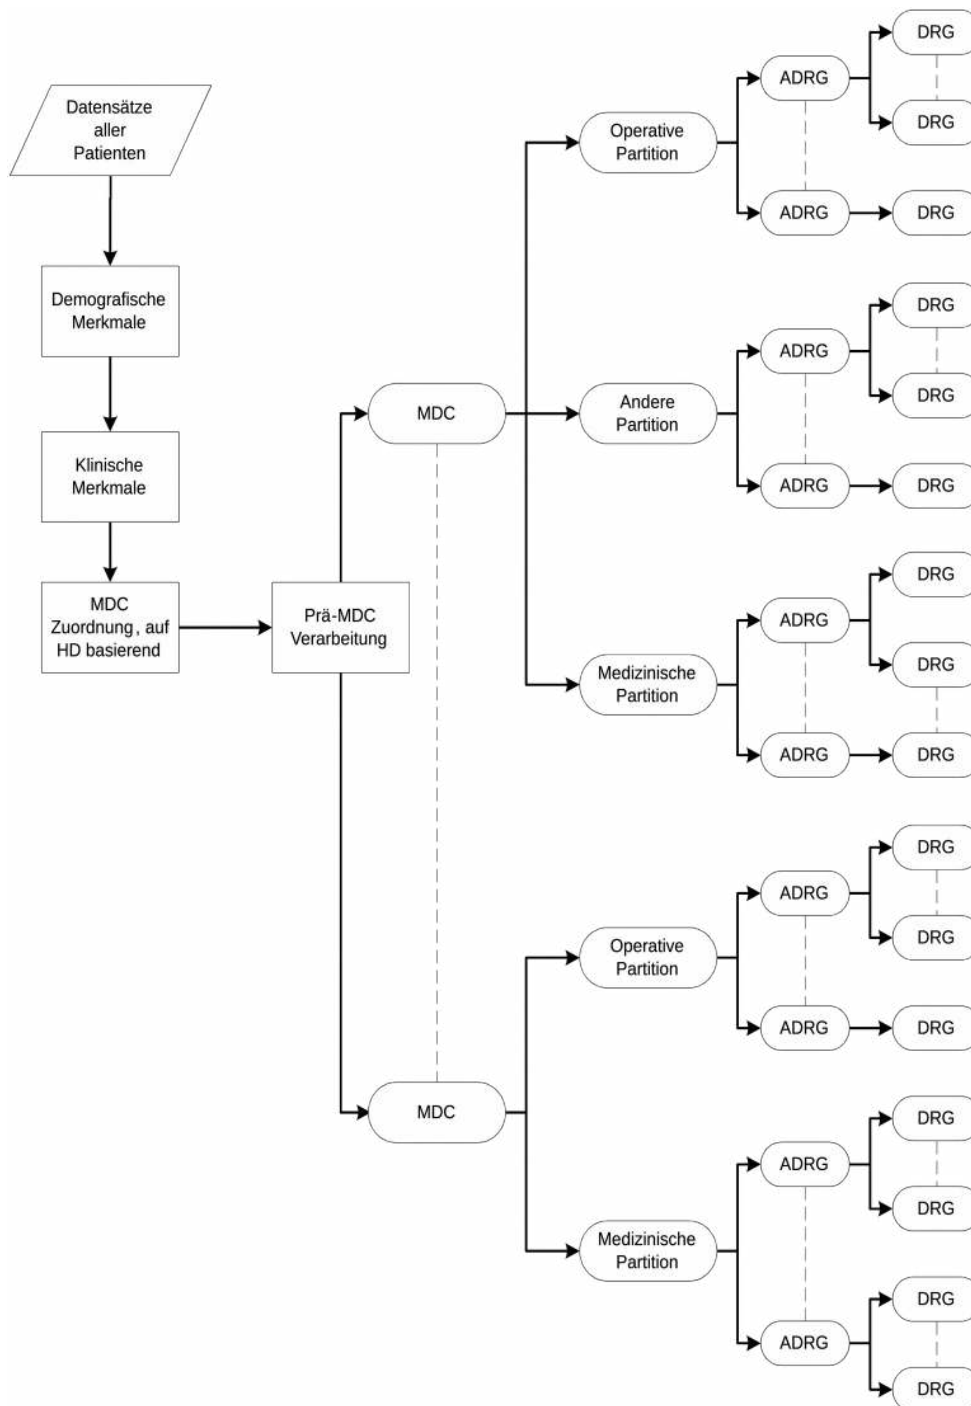 Datensätze
aller
Patienten
Demografische
Merkmale
Klinische
Merkmale
MDC
Zuordnung, auf
HD basierend
Prä-MDC
Verarbeitung
MDC
Operative
Partition
ADRG
DRG
DRG
ADRG
DRG
Andere
Partition
ADRG
DRG
DRG
ADRG
DRG
Medizinische
Partition
ADRG
DRG
DRG
ADRG
DRG
MDC
Operative
Partition
ADRG
DRG
DRG
ADRG
DRG
Medizinische
Partition
ADRG
DRG
DRG
ADRG
DRG
DRG